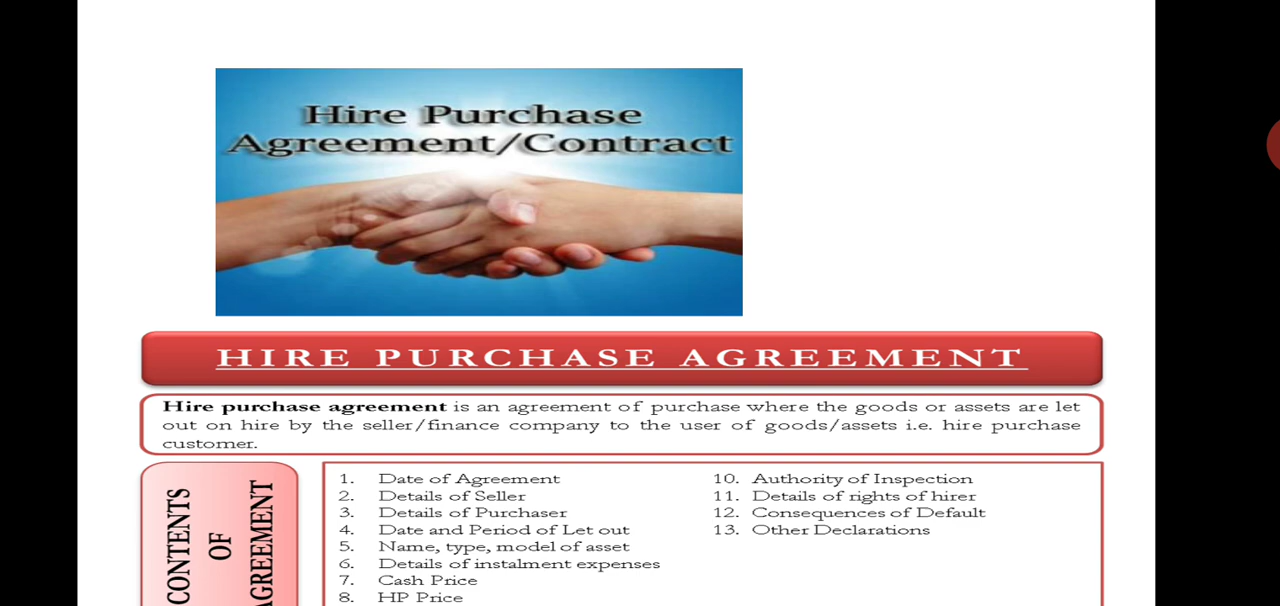 Hire Purchase
Agreement/Contract
HIRE PURCHASE AGREEMENT
Hire purchase agreement is an agreement of purchase where the goods or assets are let
out on hire by the seller/finance company to the user of goods/assets i.e. hire purchase
customer.
CONTENTS
OF
AGREEMENT
1. Date of Agreement
2. Details of Seller
3. Details of Purchaser
4. Date and Period of Let out
5. Name, type, model of asset
6. Details of instalment expenses
7. Cash Price
8. HP Price
10. Authority of Inspection
11. Details of rights of hirer
12. Consequences of Default
13. Other Declarations